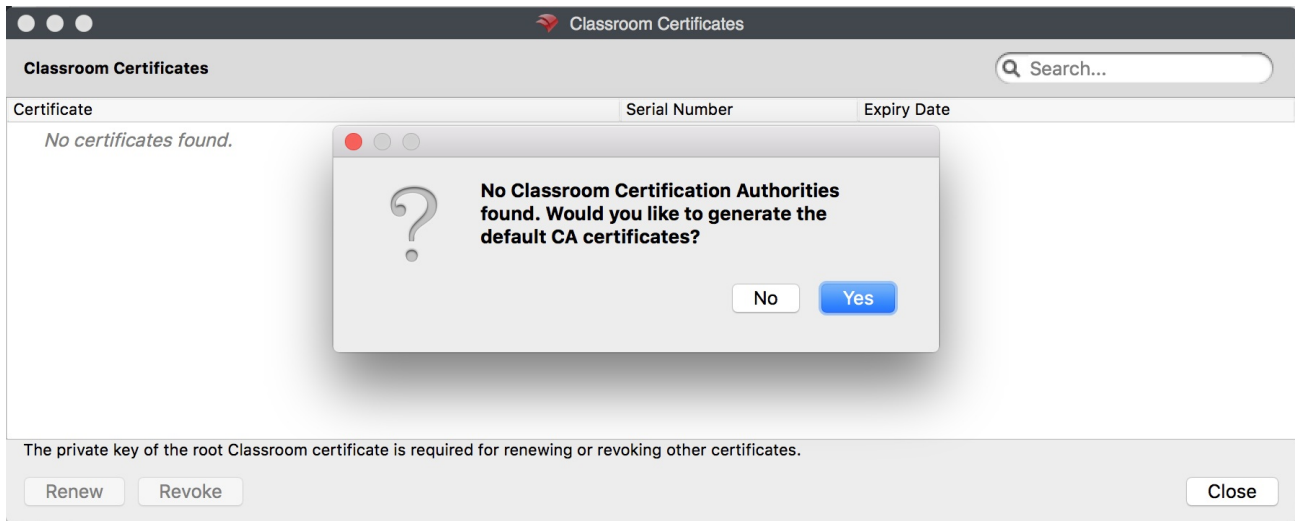 Classroom Certificates
Classroom Certificates
Search...
Certificate Serial Number Expiry Date
No certificates found.
No Classroom Certification Authorities
found. Would you like to generate the
default CA certificates?
No Yes
The private key of the root Classroom certificate is required for renewing or revoking other certificates.
Renew Revoke Close